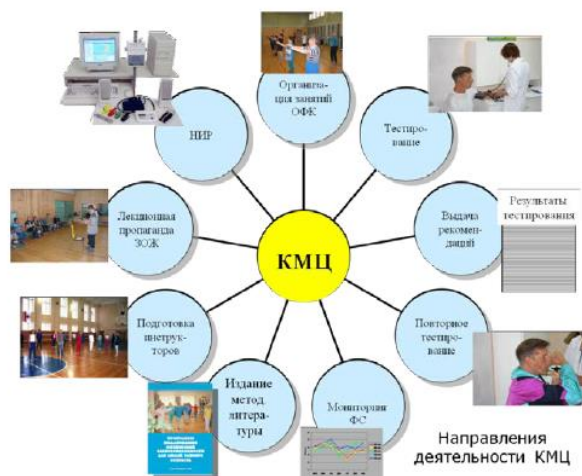 Организа-
ция занятий
ОФК
Тестиро-
вание
Выдача
рекомен-
даций
Результаты
тестирования
Повторное
тестиро-
вание
Мониторинг
ФС
Издание
метод
литера-
туры
Подготовка
инструк-
торов
Лекционная
пропаганда
ЗОЖ
НИР
КМЦ
Направления
деятельности КМЦ